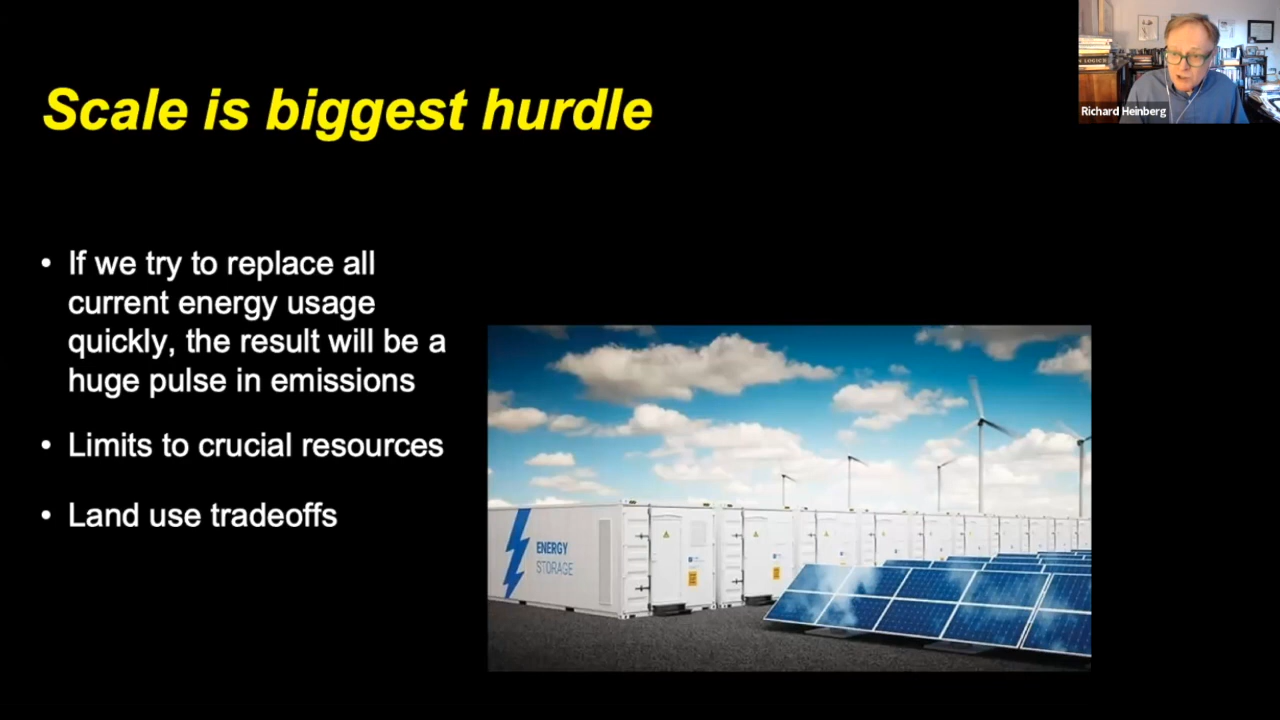 Scale is biggest hurdle
Richard Heinberg
• If we try to replace all
current energy usage
quickly, the result will be a
huge pulse in emissions
• Limits to crucial resources
• Land use tradeoffs
ENERGY
STORAGE